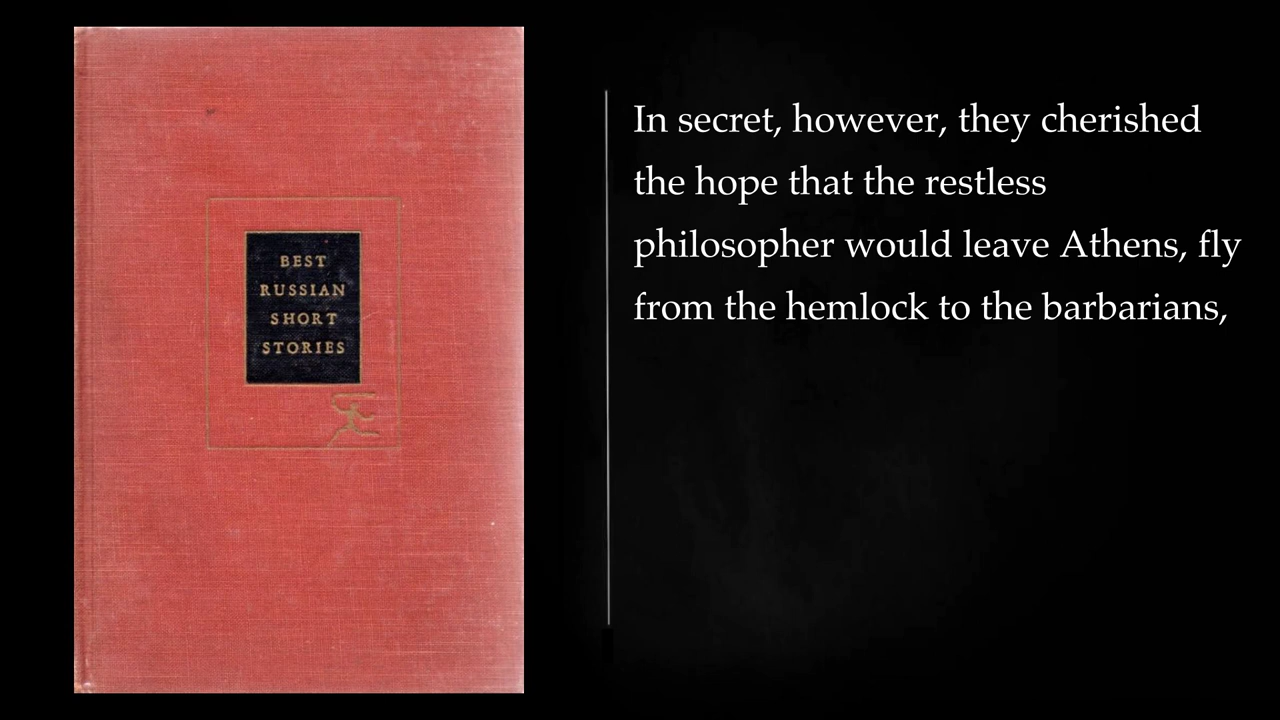 BEST
RUSSIAN
SHORT
STORIES
In secret, however, they cherished
the hope that the restless
philosopher would leave Athens, fly
from the hemlock to the barbarians,